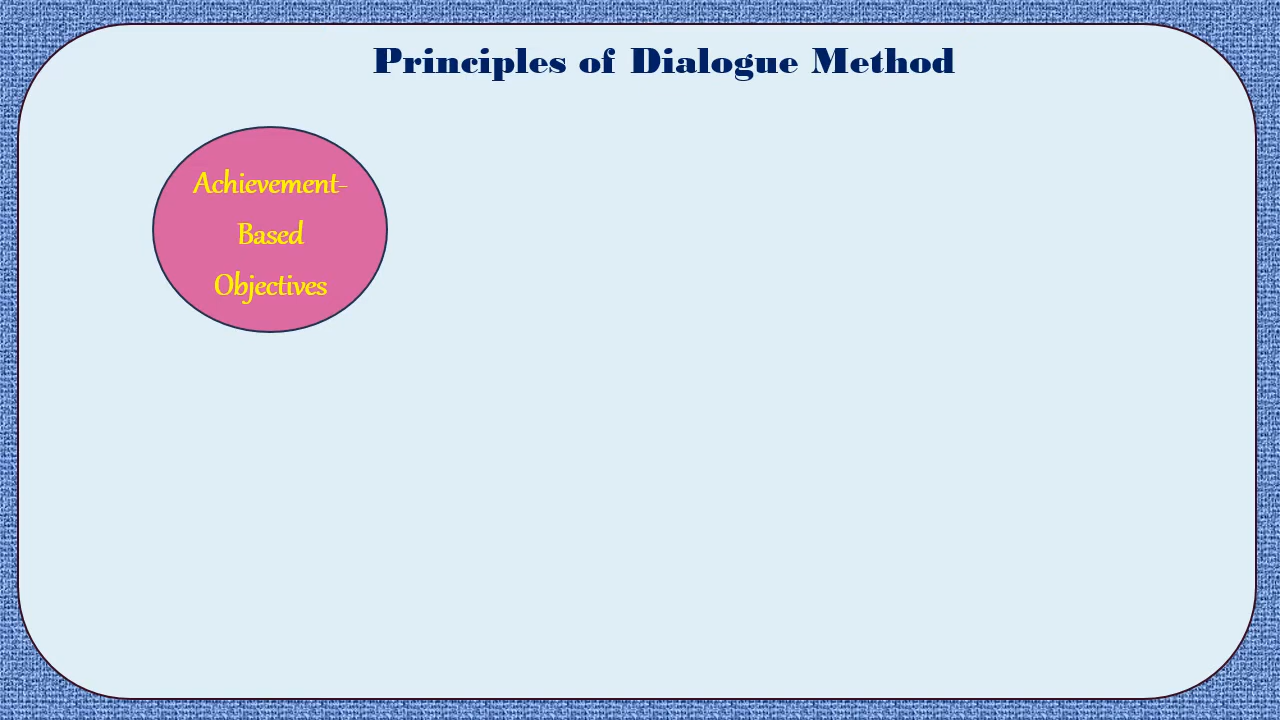 Principles of Dialogue Method
Achievement-
Based
Objectives